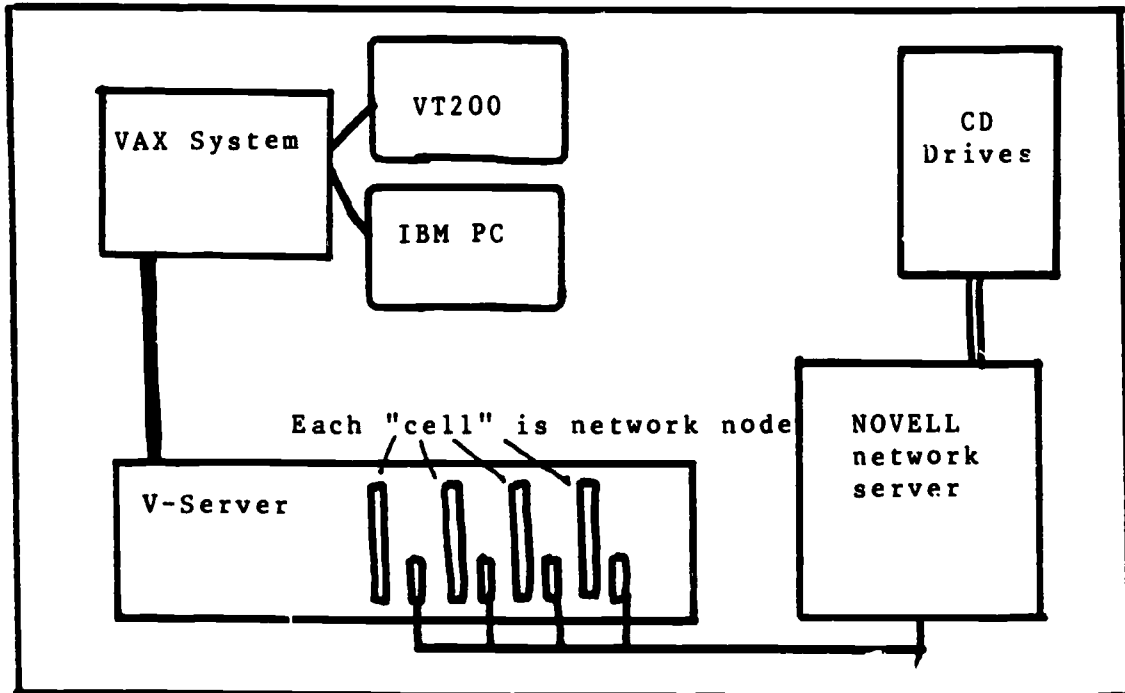 VT200
VAX System
IBM PC
CD
Drives
Each "cell" is network node
V-Server
NOVELL
network
server